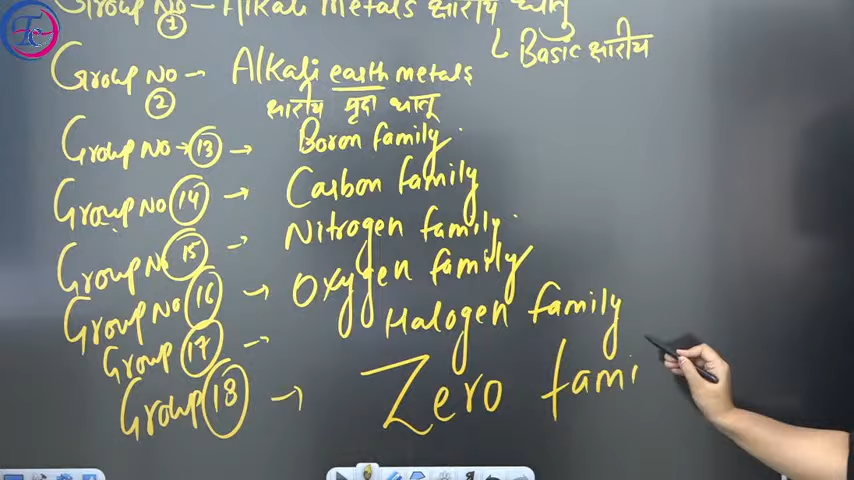 Group No - Alkali Metals क्षारीय धातु
1
↳ Basic क्षारीय
Group No - Alkali earth metals
2
क्षारीय मृदा धातू
Group No → 13 → Boron family.
Group No 14 → Carbon family
Group No 15 → Nitrogen family.
Group No 16 → Oxygen family
Group 17 → Halogen family
Group 18 → Zero fami